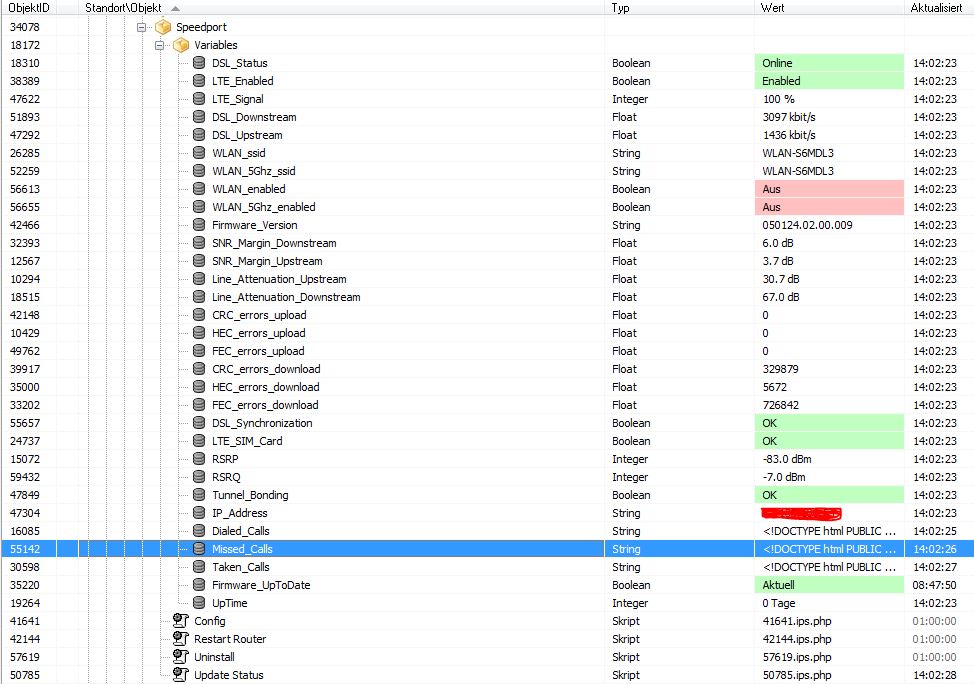 ObjektID Standort\Objekt Typ Wert Aktualisiert
34078 Speedport
18172 Variables
18310 DSL_Status Boolean Online 14:02:23
38389 LTE_Enabled Boolean Enabled 14:02:23
47622 LTE_Signal Integer 100 % 14:02:23
51893 DSL_Downstream Float 3097 kbit/s 14:02:23
47292 DSL_Upstream Float 1436 kbit/s 14:02:23
26285 WLAN_ssid String WLAN-S6MDL3 14:02:23
52259 WLAN_5Ghz_ssid String WLAN-S6MDL3 14:02:23
56613 WLAN_enabled Boolean Aus 14:02:23
56655 WLAN_5Ghz_enabled Boolean Aus 14:02:23
42466 Firmware_Version String 050124.02.00.009 14:02:23
32393 SNR_Margin_Downstream Float 6.0 dB 14:02:23
12567 SNR_Margin_Upstream Float 3.7 dB 14:02:23
10294 Line_Attenuation_Upstream Float 30.7 dB 14:02:23
18515 Line_Attenuation_Downstream Float 67.0 dB 14:02:23
42148 CRC_errors_upload Float 0 14:02:23
10429 HEC_errors_upload Float 0 14:02:23
49762 FEC_errors_upload Float 0 14:02:23
39917 CRC_errors_download Float 329879 14:02:23
35000 HEC_errors_download Float 5672 14:02:23
33202 FEC_errors_download Float 726842 14:02:23
55657 DSL_Synchronization Boolean OK 14:02:23
24737 LTE_SIM_Card Boolean OK 14:02:23
15072 RSRP Integer -83.0 dBm 14:02:23
59432 RSRQ Integer -7.0 dBm 14:02:23
47849 Tunnel_Bonding Boolean OK 14:02:23
47304 IP_Address String 14:02:23
16085 Dialed_Calls String <!DOCTYPE html PUBLIC ... 14:02:25
55142 Missed_Calls String <!DOCTYPE html PUBLIC ... 14:02:26
30598 Taken_Calls String <!DOCTYPE html PUBLIC ... 14:02:27
35220 Firmware_UpToDate Boolean Aktuell 08:47:50
19264 UpTime Integer 0 Tage 14:02:23
41641 Config Skript 41641.ips.php 01:00:00
42144 Restart Router Skript 42144.ips.php 01:00:00
57619 Uninstall Skript 57619.ips.php 01:00:00
50785 Update Status Skript 50785.ips.php 14:02:28